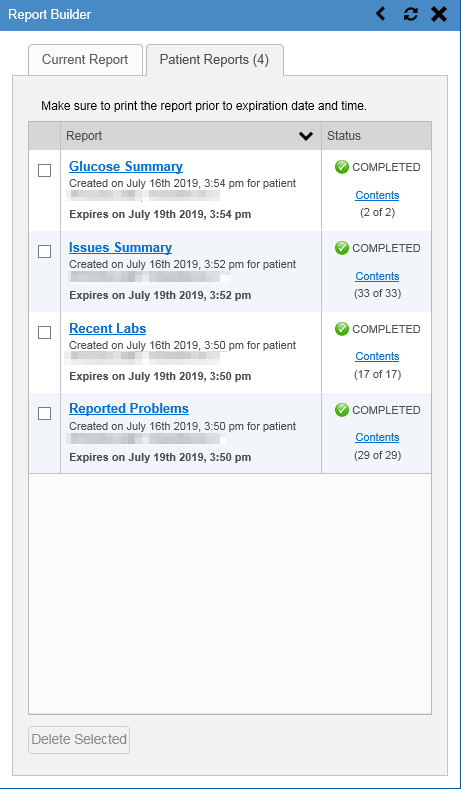 Report Builder
Current Report
Patient Reports (4)
Make sure to print the report prior to expiration date and time.
Report
Status
Glucose Summary
Created on July 16th 2019, 3:54 pm for patient
Expires on July 19th 2019, 3:54 pm
COMPLETED
Contents
(2 of 2)
Issues Summary
Created on July 16th 2019, 3:52 pm for patient
Expires on July 19th 2019, 3:52 pm
COMPLETED
Contents
(33 of 33)
Recent Labs
Created on July 16th 2019, 3:50 pm for patient
Expires on July 19th 2019, 3:50 pm
COMPLETED
Contents
(17 of 17)
Reported Problems
Created on July 16th 2019, 3:50 pm for patient
Expires on July 19th 2019, 3:50 pm
COMPLETED
Contents
(29 of 29)
Delete Selected